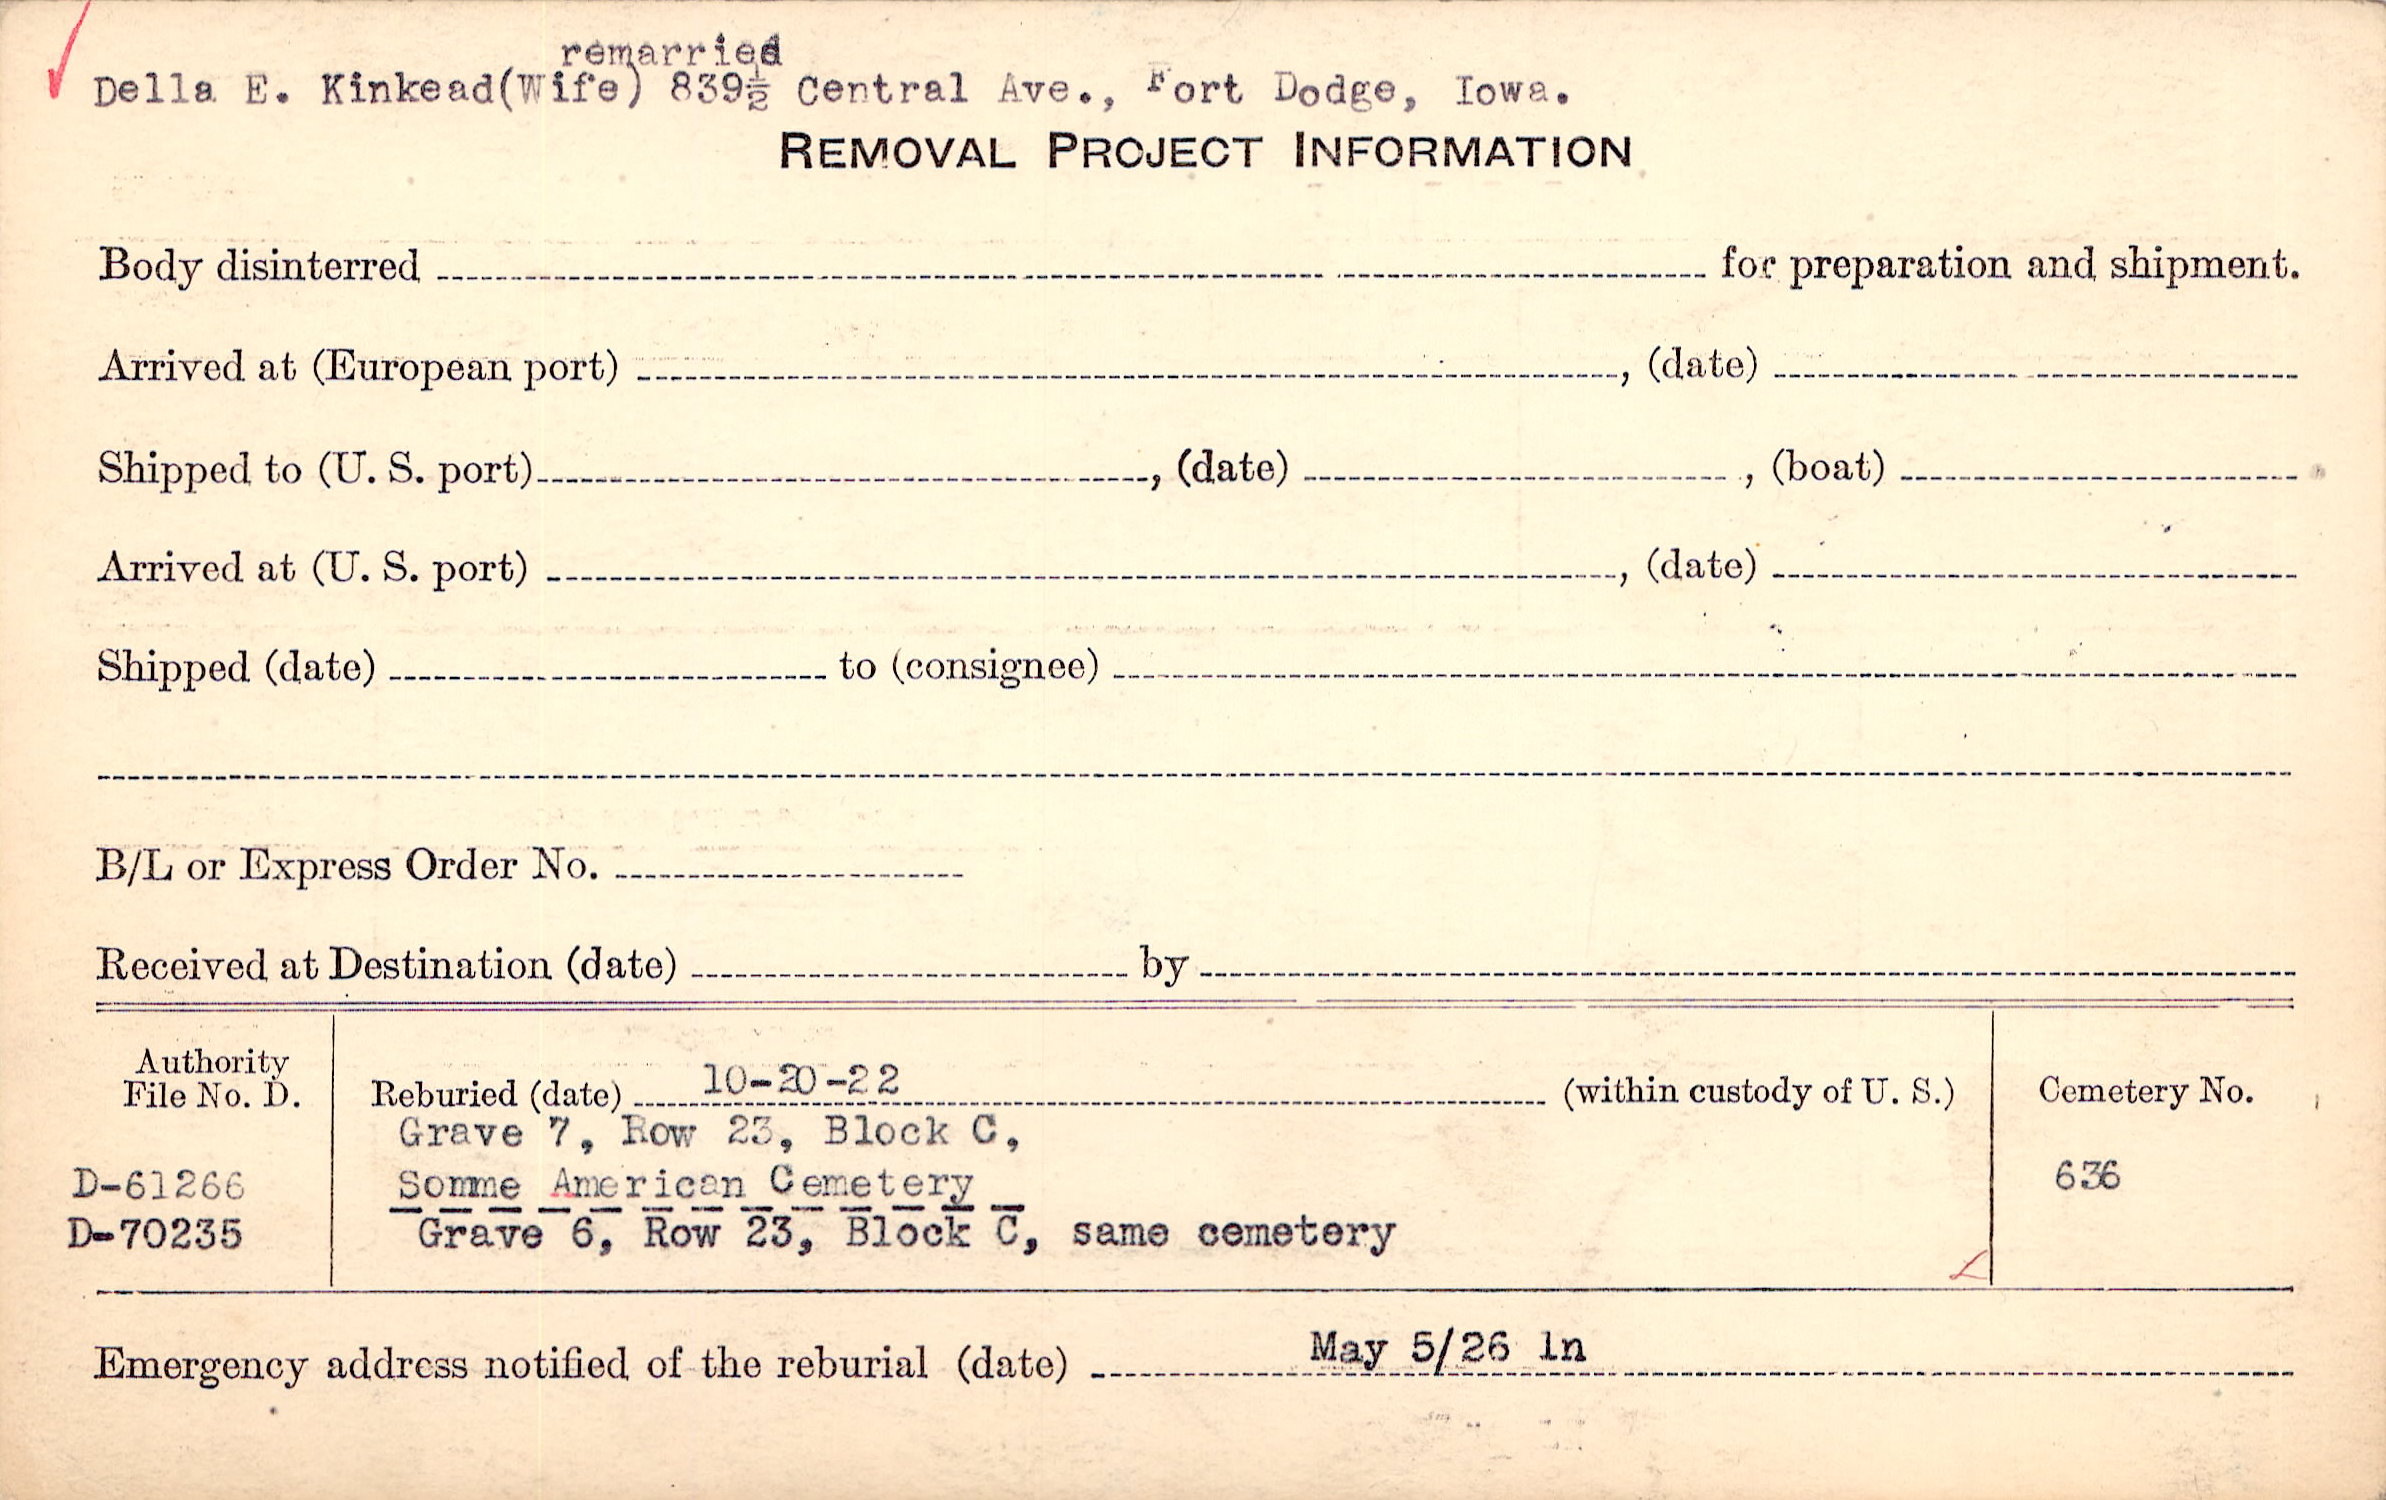 remarried
Della E. Kinkead(Wife) 839½ Central Ave., Fort Dodge, Iowa.
REMOVAL PROJECT INFORMATION
Body disinterred for preparation and shipment.
Arrived at (European port) , (date)
Shipped to (U. S. port) , (date) , (boat)
Arrived at (U. S. port) , (date)
Shipped (date) to (consignee)
B/L or Express Order No.
Received at Destination (date) by
Authority
File No. D.
D-61266
D-70235
Reburied (date) 10-20-22 (within custody of U. S.)
Grave 7, Row 23, Block C,
Somme American Cemetery
Grave 6, Row 23, Block C, same cemetery
Cemetery No.
636
Emergency address notified of the reburial (date) May 5/26 ln